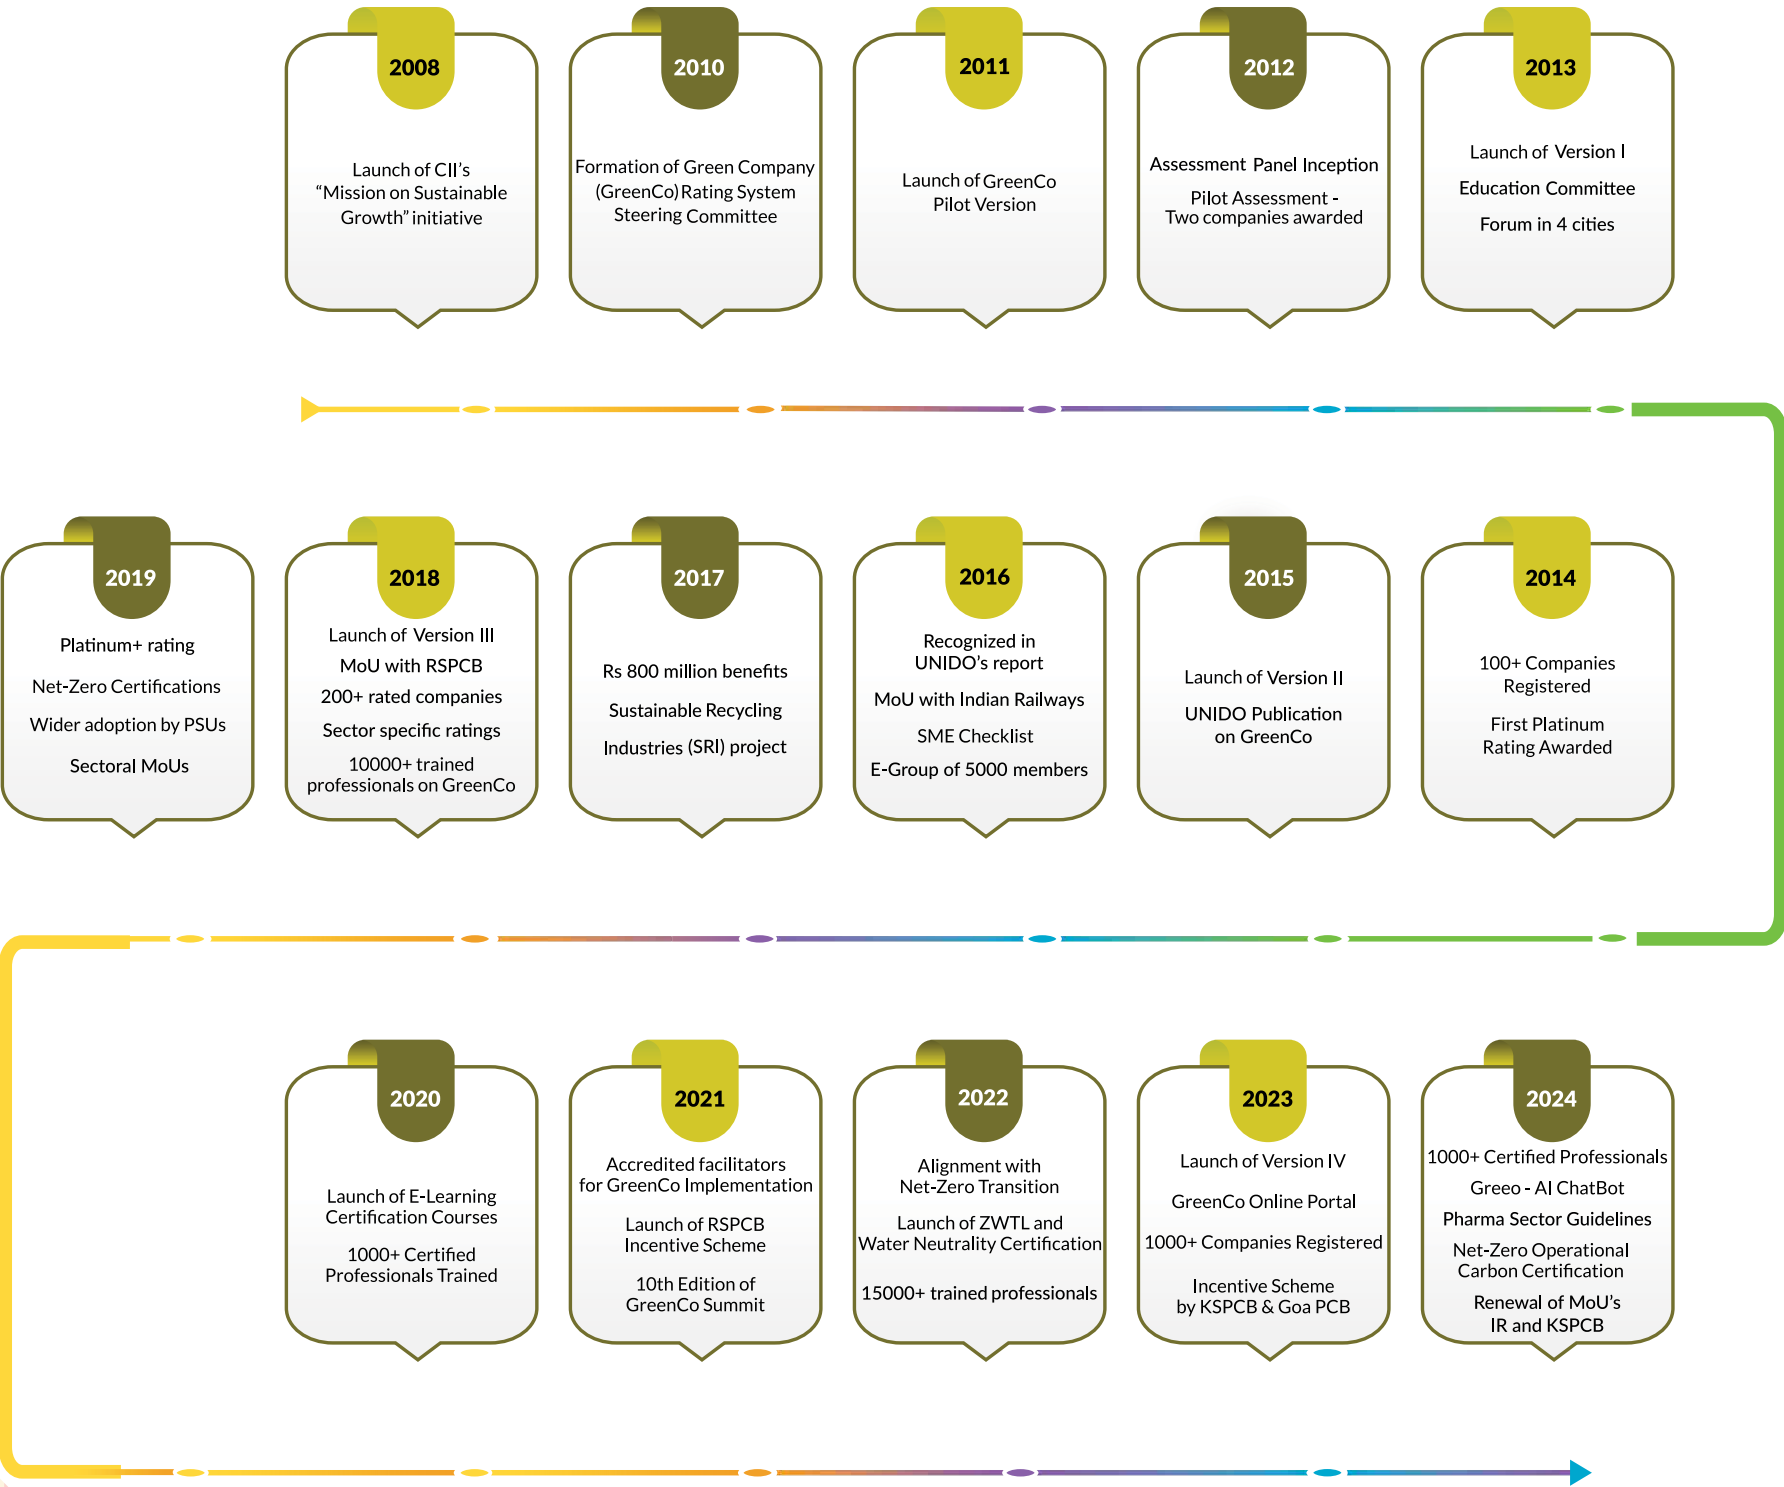 2008
Launch of CII's
“Mission on Sustainable
Growth” initiative
2010
Formation of Green Company
(GreenCo) Rating System
Steering Committee
2011
Launch of GreenCo
Pilot Version
2012
Assessment Panel Inception
Pilot Assessment -
Two companies awarded
2013
Launch of Version I
Education Committee
Forum in 4 cities
2014
100+ Companies
Registered
First Platinum
Rating Awarded
2015
Launch of Version II
UNIDO Publication
on GreenCo
2016
Recognized in
UNIDO's report
MoU with Indian Railways
SME Checklist
E-Group of 5000 members
2017
Rs 800 million benefits
Sustainable Recycling
Industries (SRI) project
2018
Launch of Version III
MoU with RSPCB
200+ rated companies
Sector specific ratings
10000+ trained
professionals on GreenCo
2019
Platinum+ rating
Net-Zero Certifications
Wider adoption by PSUs
Sectoral MoUs
2020
Launch of E-Learning
Certification Courses
1000+ Certified
Professionals Trained
2021
Accredited facilitators
for GreenCo Implementation
Launch of RSPCB
Incentive Scheme
10th Edition of
GreenCo Summit
2022
Alignment with
Net-Zero Transition
Launch of ZWTL and
Water Neutrality Certification
15000+ trained professionals
2023
Launch of Version IV
GreenCo Online Portal
1000+ Companies Registered
Incentive Scheme
by KSPCB & Goa PCB
2024
1000+ Certified Professionals
Greeo - AI ChatBot
Pharma Sector Guidelines
Net-Zero Operational
Carbon Certification
Renewal of MoU's
IR and KSPCB